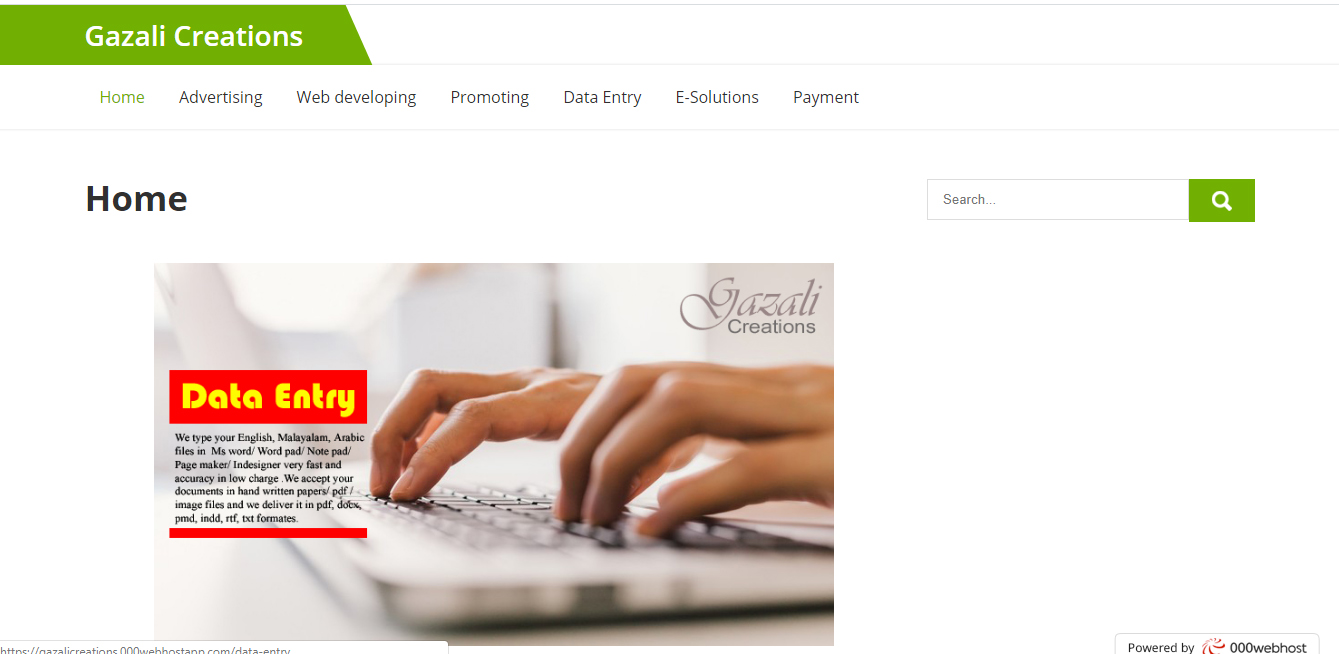 Gazali Creations
Home Advertising Web developing Promoting Data Entry E-Solutions Payment
Home
Search...
Gazali
Creations
Data Entry
We type your English, Malayalam, Arabic
files in Ms word/ Word pad/ Note pad/
Page maker/ Indesigner very fast and
accuracy in low charge .We accept your
documents in hand written papers/ pdf /
image files and we deliver it in pdf, docx,
pmd, indd, rtf, txt formates.
https://gazalicreations.000webhostapp.com/data-entry
Powered by 000webhost